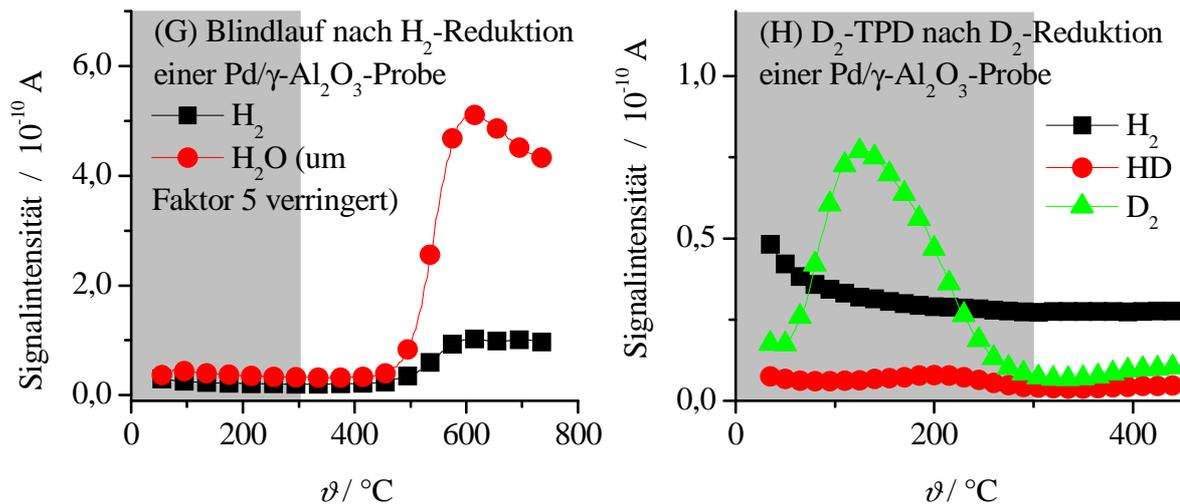 (G) Blindlauf nach H₂-Reduktion
einer Pd/γ-Al₂O₃-Probe
H₂
H₂O (um
Faktor 5 verringert)
Signalintensität / 10⁻¹⁰ A
6,0
4,0
2,0
0,0
0 200 400 600 800
ϑ / °C
(H) D₂-TPD nach D₂-Reduktion
einer Pd/γ-Al₂O₃-Probe
H₂
HD
D₂
Signalintensität / 10⁻¹⁰ A
1,0
0,5
0,0
0 200 400
ϑ / °C